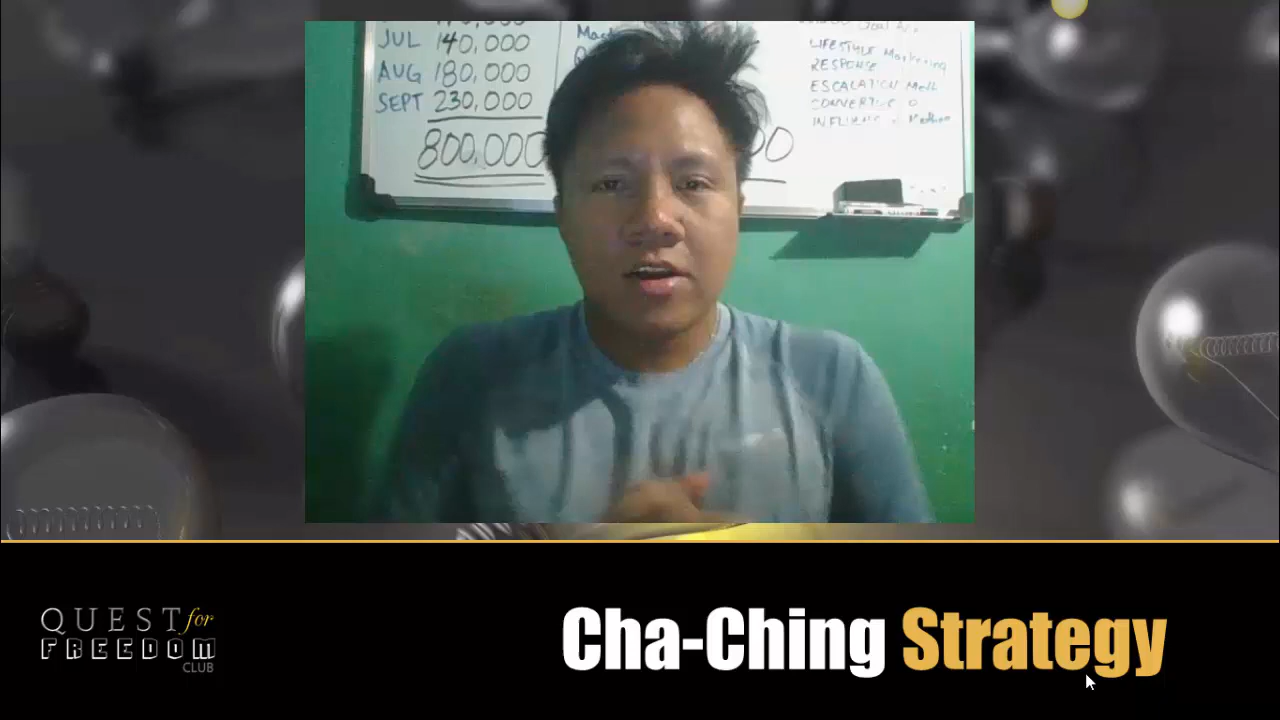 JUL 140,000
AUG 180,000
SEPT 230,000
800,000
LIFESTYLE Marketing
RESPONSE
ESCALATION
QUEST for
FREEDOM
CLUB
Cha-Ching Strategy